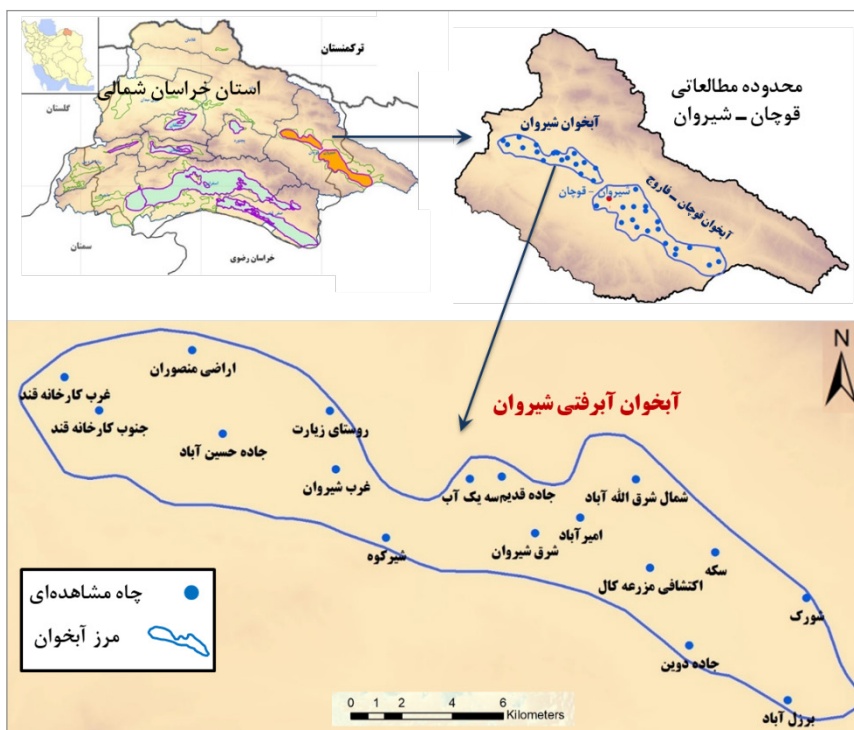 ترکمنستان
استان خراسان شمالی
گلستان
سمنان
خراسان رضوی
محدوده مطالعاتی
قوچان – شیروان
آبخوان شیروان
شیروان - قوچان
آبخوان قوچان – فاروج
آبخوان آبرفتی شیروان
N
اراضی منصوران
غرب کارخانه قند
جنوب کارخانه قند
روستای زیارت
جاده حسین آباد
غرب شیروان
جاده قدیم
سه یک آب
شمال شرق الله آباد
امیرآباد
شرق شیروان
شیرکوه
سکه
اکتشافی مزرعه کال
شورک
جاده دوین
برزل آباد
چاه مشاهده‌ای
مرز آبخوان
0 1 2 4 6
Kilometers